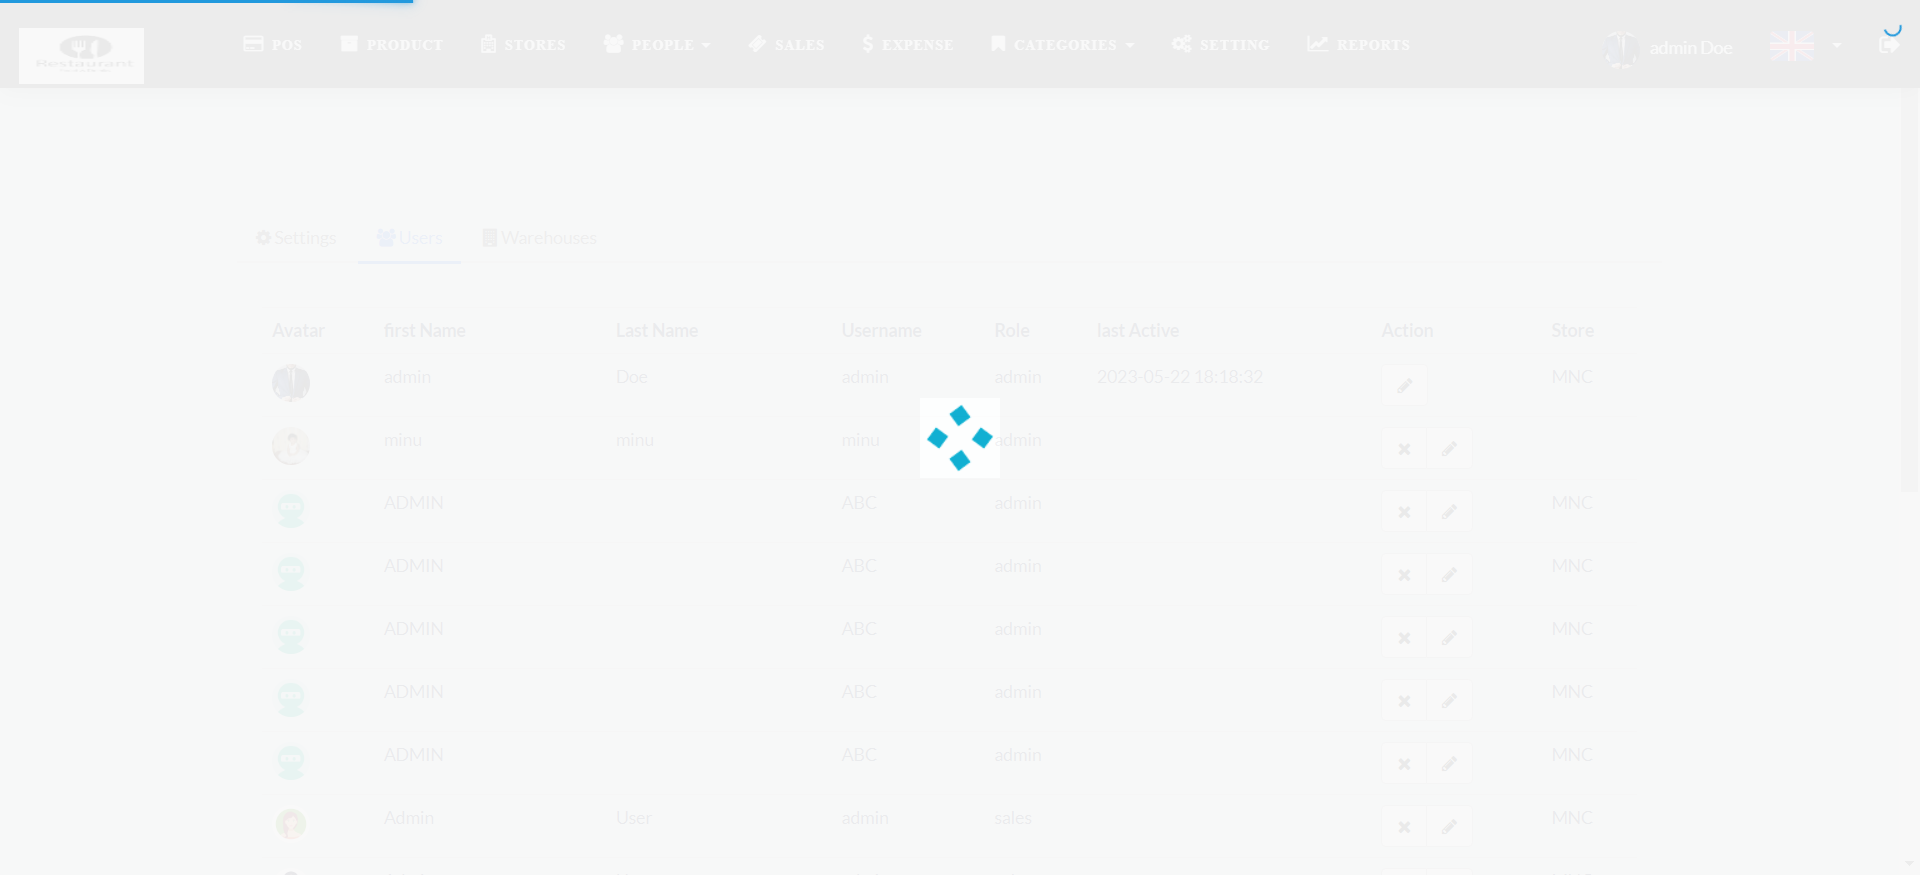 Restaurant
POS PRODUCT STORES PEOPLE SALES EXPENSE CATEGORIES SETTING REPORTS admin Doe
Settings Users Warehouses
Avatar first Name Last Name Username Role last Active Action Store
admin Doe admin admin 2023-05-22 18:18:32 MNC
minu minu minu admin
ADMIN ABC admin MNC
ADMIN ABC admin MNC
ADMIN ABC admin MNC
ADMIN ABC admin MNC
ADMIN ABC admin MNC
Admin User admin sales MNC